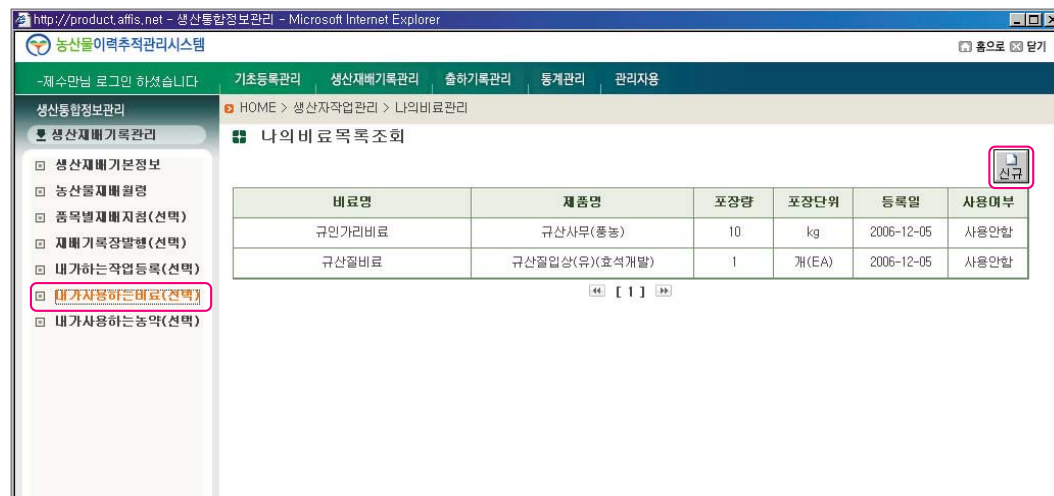 http://product.affis.net - 생산통합정보관리 - Microsoft Internet Explorer
농산물이력추적관리시스템
홈으로 닫기
-제수만님 로그인 하셨습니다
기초등록관리 생산재배기록관리 출하기록관리 통계관리 관리자용
생산통합정보관리
HOME > 생산자작업관리 > 나의비료관리
생산재배기록관리
나의비료목록조회
신규
생산재배기본정보
농산물재배월령
품목별재배지침(선택)
재배기록장발행(선택)
내가하는작업등록(선택)
내가사용하는비료(선택)
내가사용하는농약(선택)
비료명 제품명 포장량 포장단위 등록일 사용여부
규인가리비료 규산사무(풍농) 10 kg 2006-12-05 사용안함
규산질비료 규산질입상(유)(효석개발) 1 개(EA) 2006-12-05 사용안함
[ 1 ]